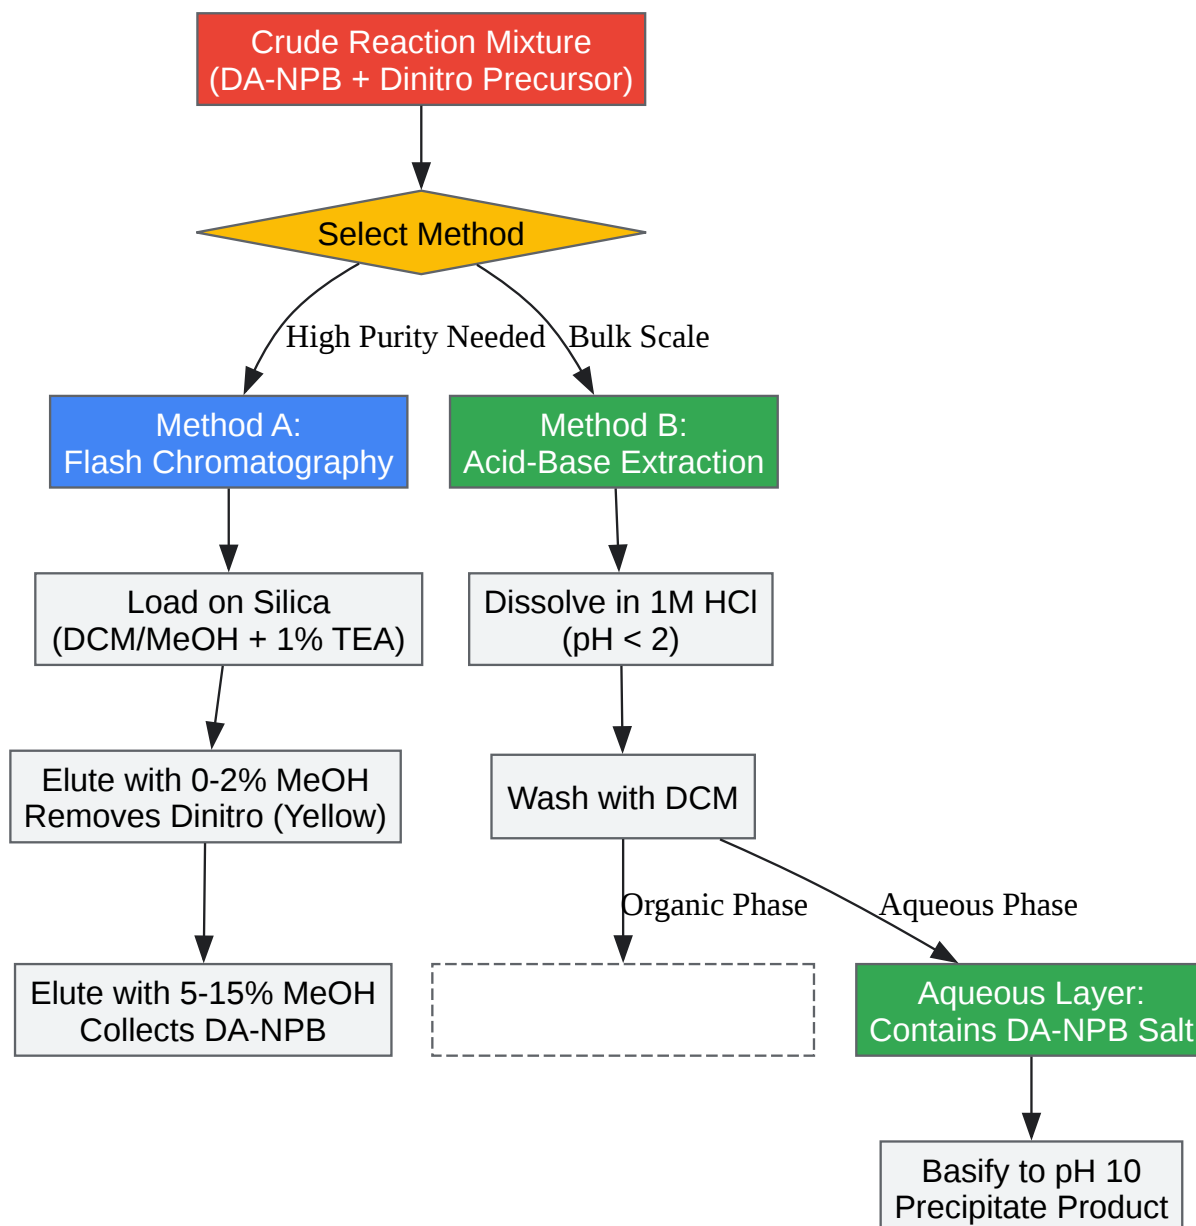 Crude Reaction Mixture
(DA-NPB + Dinitro Precursor)
Select Method
High Purity Needed
Bulk Scale
Method A:
Flash Chromatography
Method B:
Acid-Base Extraction
Load on Silica
(DCM/MeOH + 1% TEA)
Dissolve in 1M HCl
(pH < 2)
Elute with 0-2% MeOH
Removes Dinitro (Yellow)
Wash with DCM
Organic Phase
Aqueous Phase
Elute with 5-15% MeOH
Collects DA-NPB
Aqueous Layer:
Contains DA-NPB Salt
Basify to pH 10
Precipitate Product